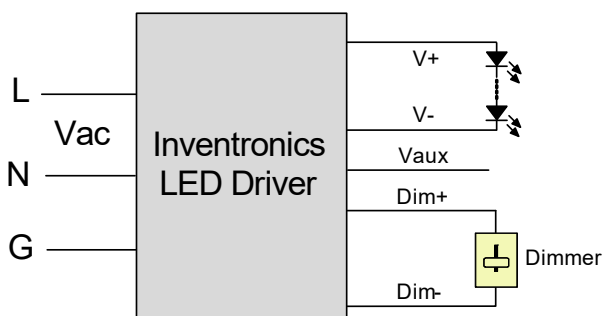 L
Vac
N
G
Inventronics
LED Driver
V+
V-
Vaux
Dim+
Dimmer
Dim-